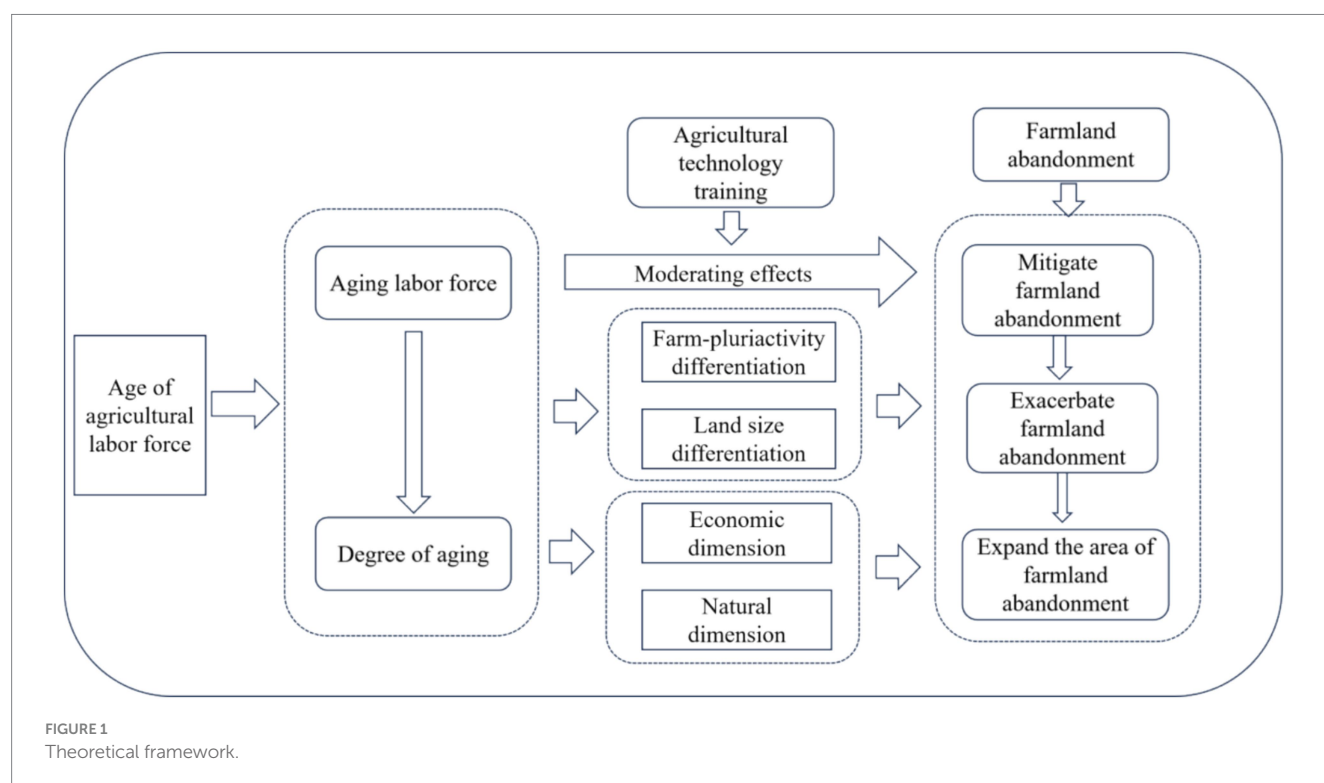 Age of
agricultural
labor force
Aging labor force
Degree of aging
Agricultural
technology
training
Moderating effects
Farm-pluriactivity
differentiation
Land size
differentiation
Economic
dimension
Natural
dimension
Farmland
abandonment
Mitigate
farmland
abandonment
Exacerbate
farmland
abandonment
Expand the area of
farmland
abandonment
FIGURE 1
Theoretical framework.